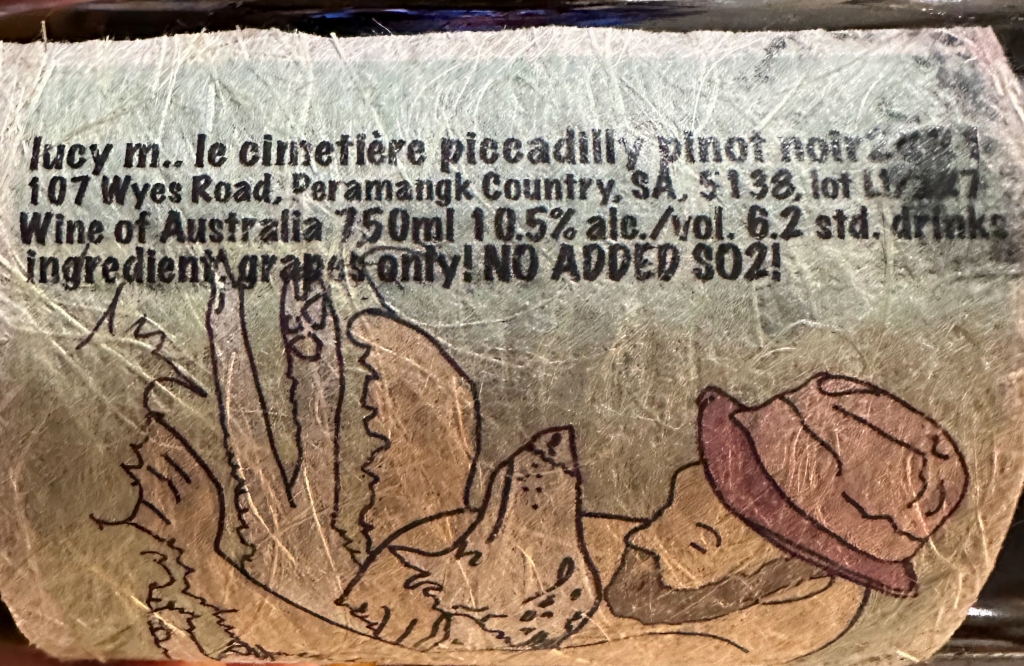 lucy m.. le cimetière piccadilly pinot noir
107 Wyes Road, Peramangk Country, SA, 5138, lot
Wine of Australia 750ml 10.5% alc./vol. 6.2 std. drinks
ingredient grapes only! NO ADDED SO2!